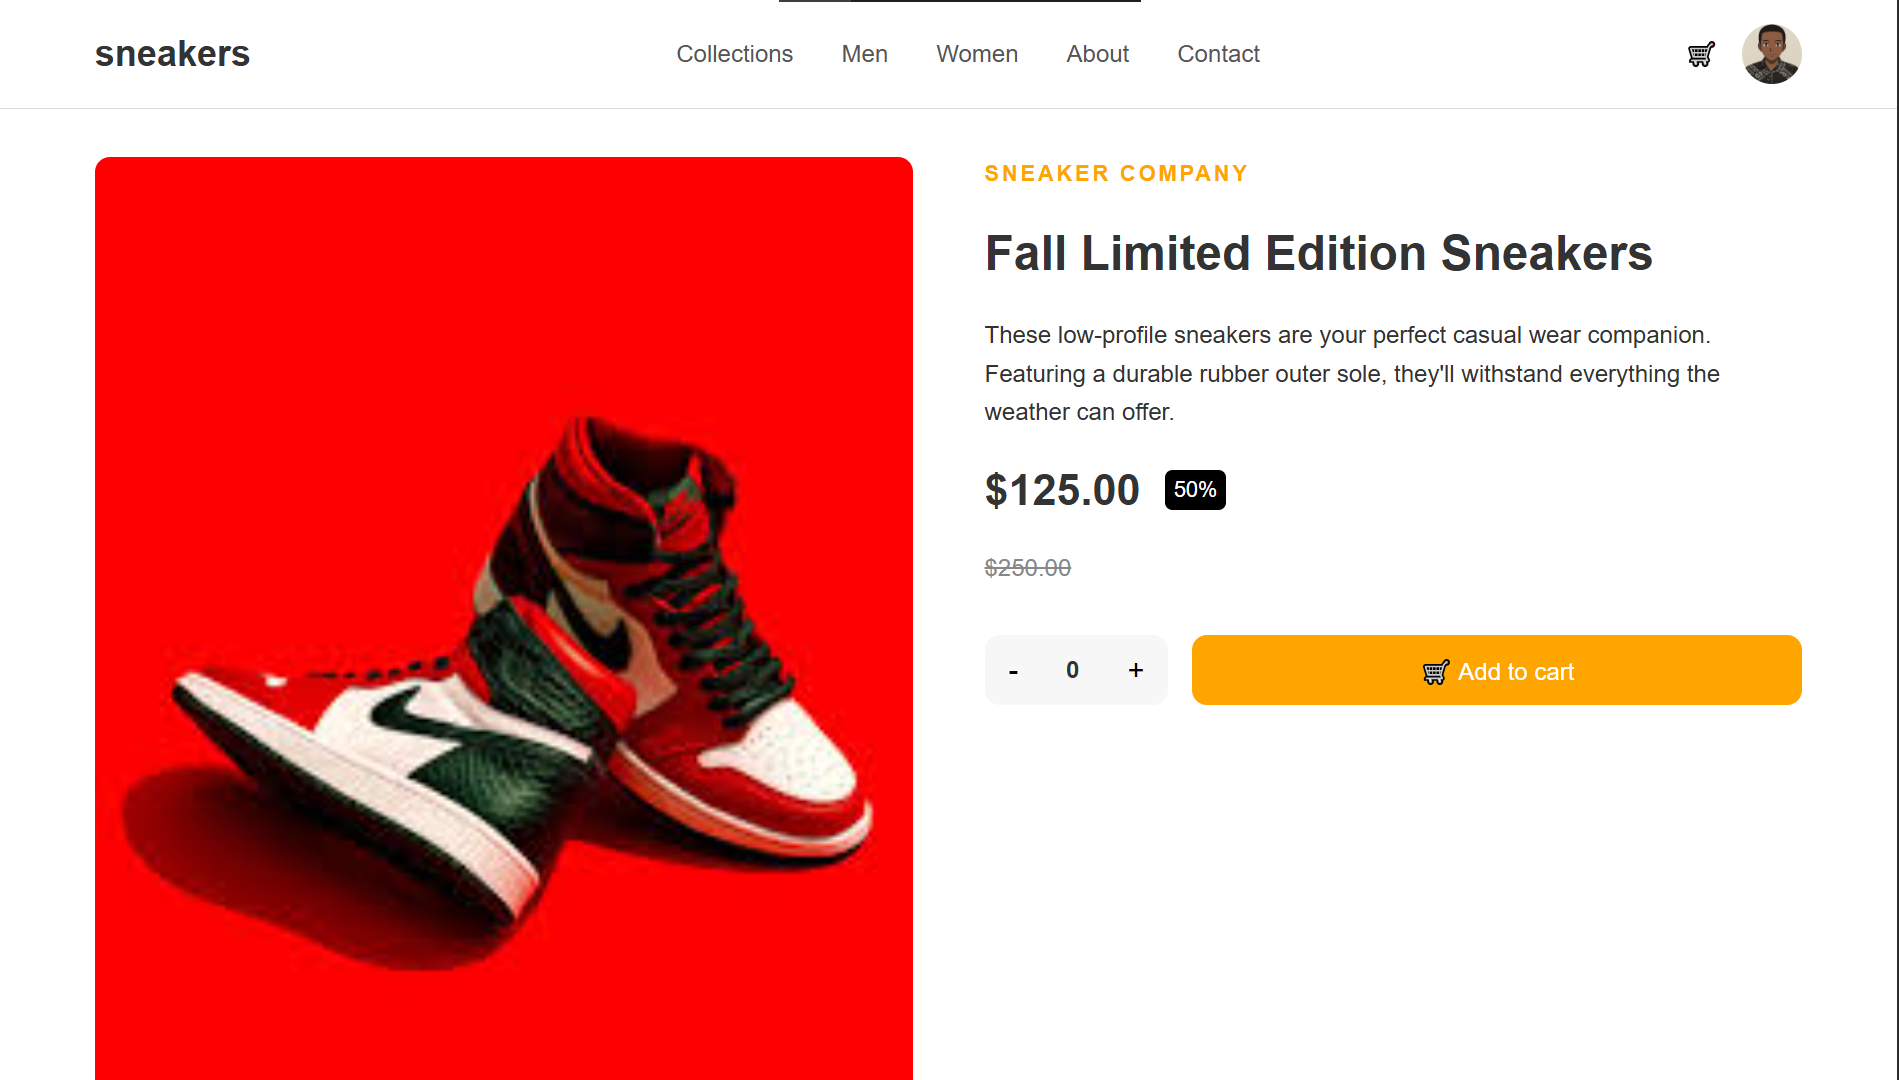 sneakers
Collections Men Women About Contact
SNEAKER COMPANY
Fall Limited Edition Sneakers
These low-profile sneakers are your perfect casual wear companion.
Featuring a durable rubber outer sole, they'll withstand everything the
weather can offer.
$125.00 50%
$250.00
- 0 + Add to cart